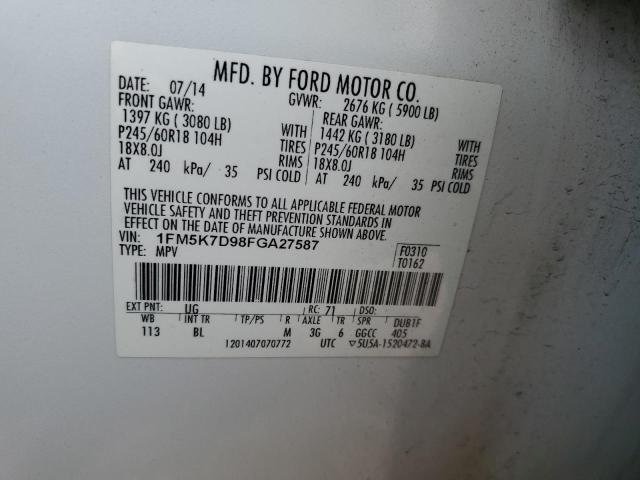 MFD. BY FORD MOTOR CO.
DATE: 07/14 GVWR: 2676 KG ( 5900 LB)
FRONT GAWR: REAR GAWR:
1397 KG ( 3080 LB) WITH 1442 KG ( 3180 LB) WITH
P245/60R18 104H TIRES P245/60R18 104H TIRES
18X8.0J RIMS 18X8.0J RIMS
AT 240 kPa/ 35 PSI COLD AT 240 kPa/ 35 PSI COLD
THIS VEHICLE CONFORMS TO ALL APPLICABLE FEDERAL MOTOR
VEHICLE SAFETY AND THEFT PREVENTION STANDARDS IN
EFFECT ON THE DATE OF MANUFACTURE SHOWN ABOVE.
VIN: 1FM5K7D98FGA27587 F0310
TYPE: MPV T0162
EXT PNT: UG RC: 71 DSO:
WB INT TR TP/PS R AXLE TR SPR DUB1F
113 BL M 3G 6 GGCC 405
1201407070772 UTC ▽5U5A-1520472-BA